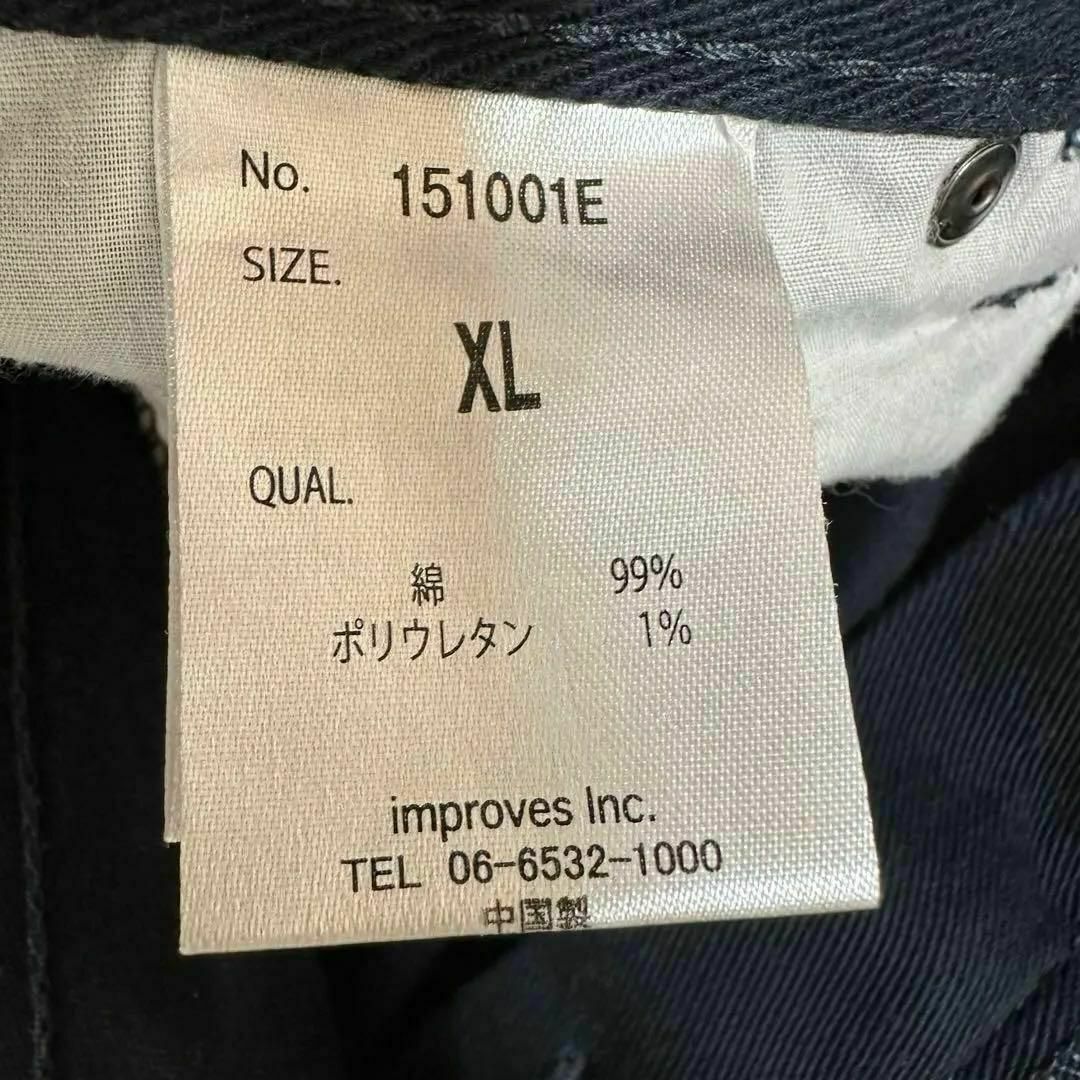 No. 151001E
SIZE.
XL
QUAL.
綿 99%
ポリウレタン 1%
improves Inc.
TEL 06-6532-1000
中国製